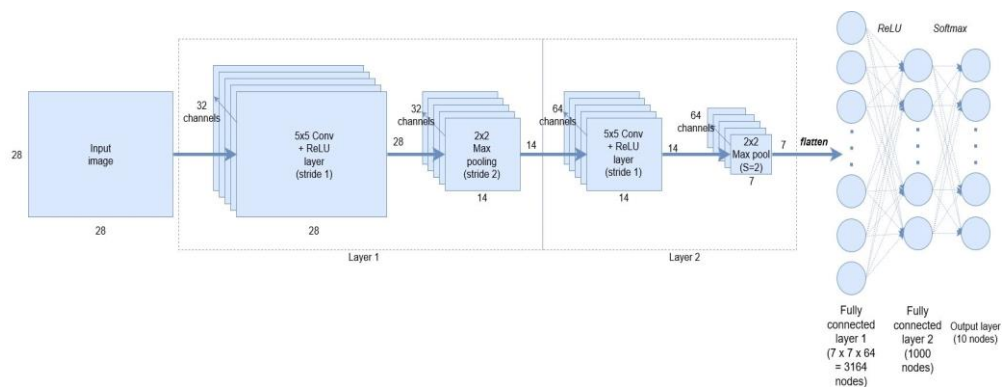 28
Input
image
28
32
channels
5x5 Conv
+ ReLU
layer
(stride 1)
28
28
32
channels
2x2
Max
pooling
(stride 2)
14
14
Layer 1
64
channels
5x5 Conv
+ ReLU
layer
(stride 1)
14
14
64
channels
2x2
Max pool
(S=2)
7
7
Layer 2
flatten
ReLU
Softmax
Fully
connected
layer 1
(7 x 7 x 64
= 3164
nodes)
Fully
connected
layer 2
(1000
nodes)
Output layer
(10 nodes)